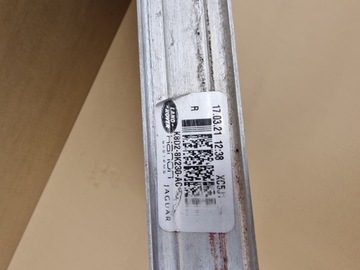 17.03.21 12:38
R
K8D2-8K230-AC
LAND ROVER
JAGUAR